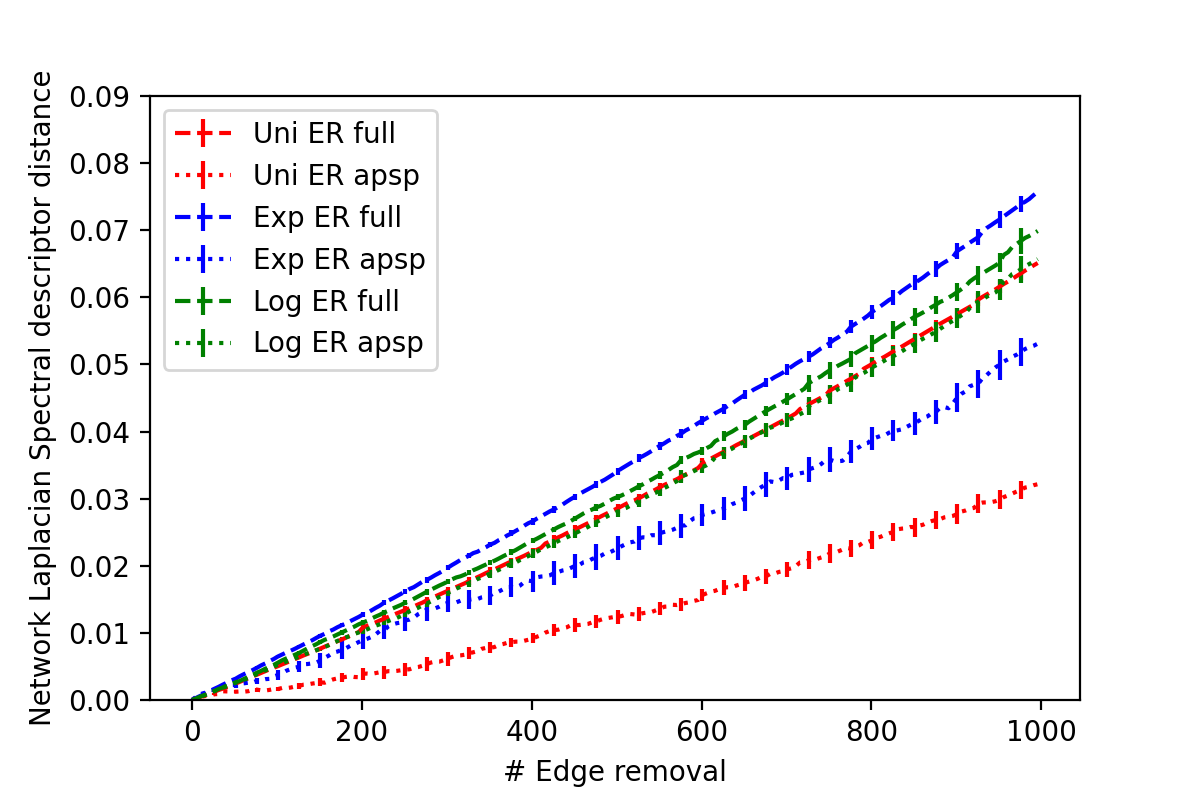 Network Laplacian Spectral descriptor distance
0.09
0.08
0.07
0.06
0.05
0.04
0.03
0.02
0.01
0.00
Uni ER full
Uni ER apsp
Exp ER full
Exp ER apsp
Log ER full
Log ER apsp
0 200 400 600 800 1000
# Edge removal